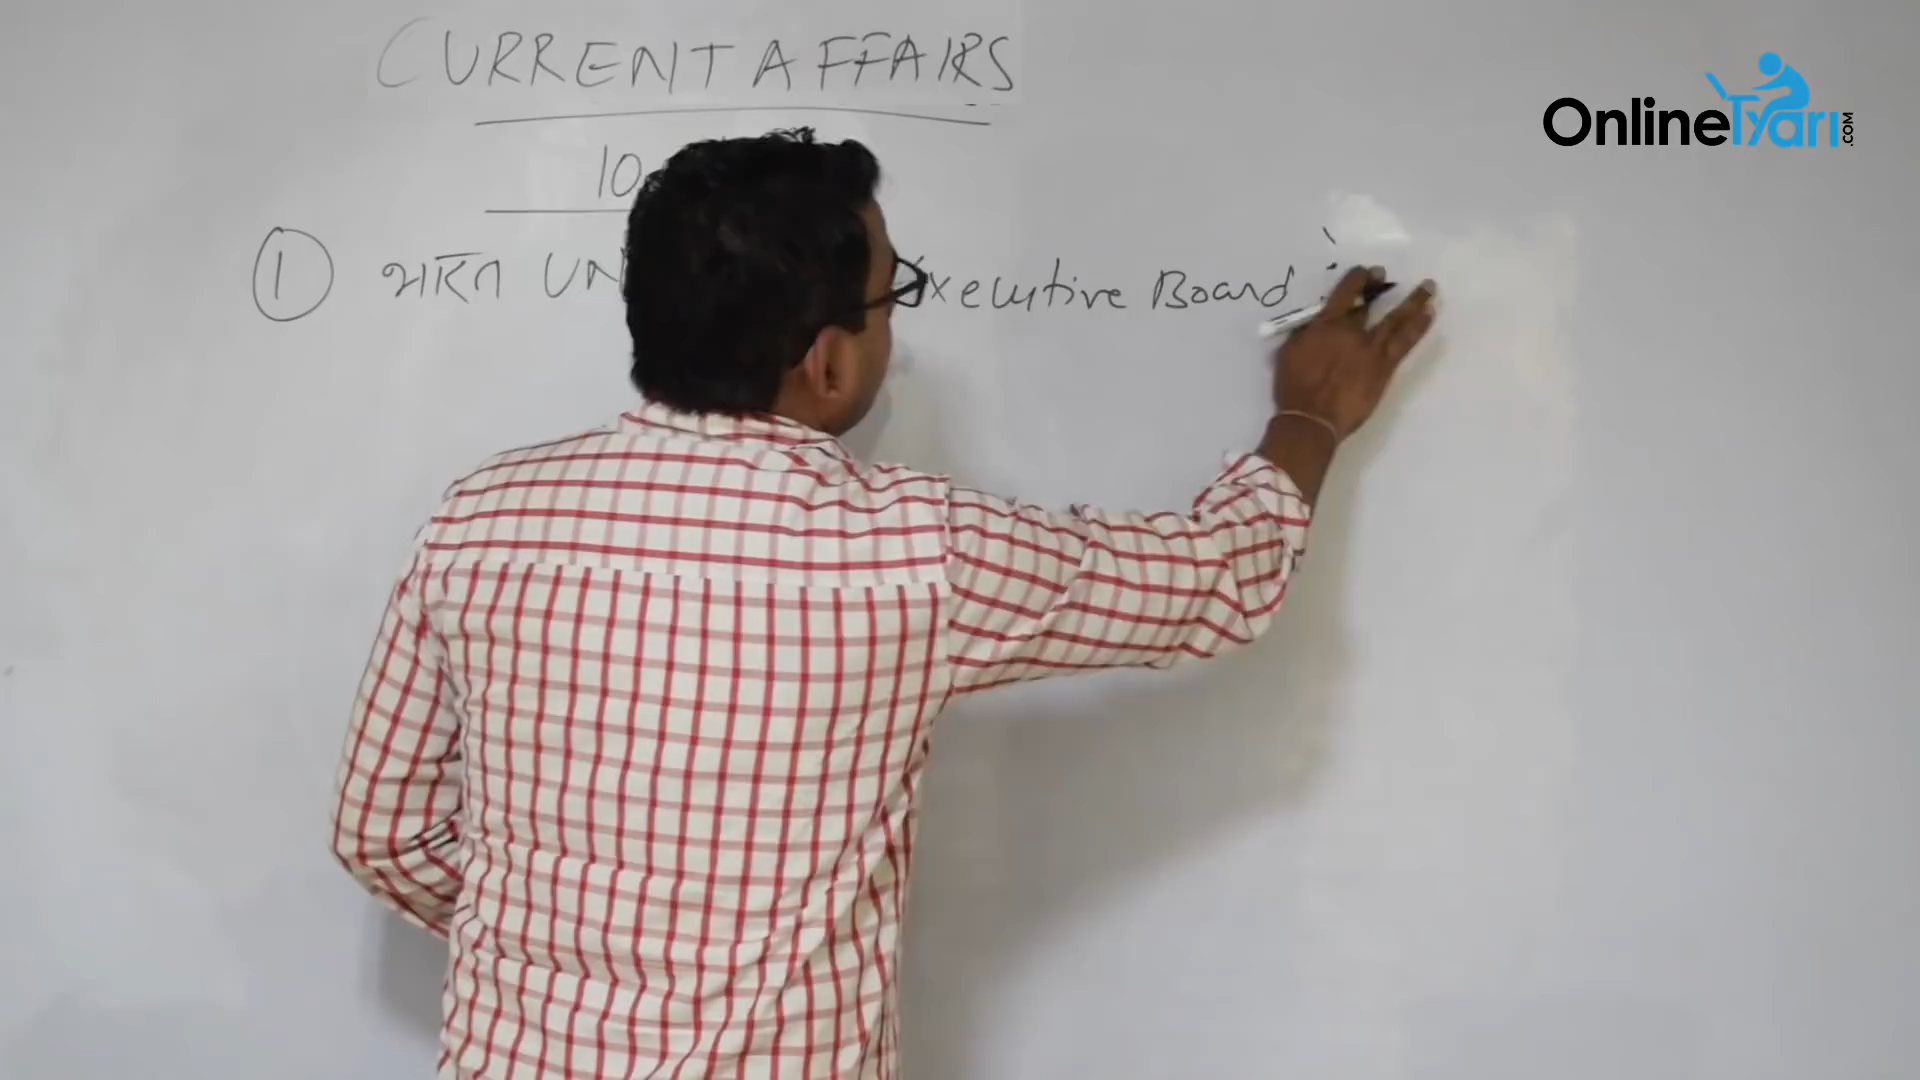 CURRENT AFFAIRS
OnlineTyari.COM
10
① भारत UN Executive Board